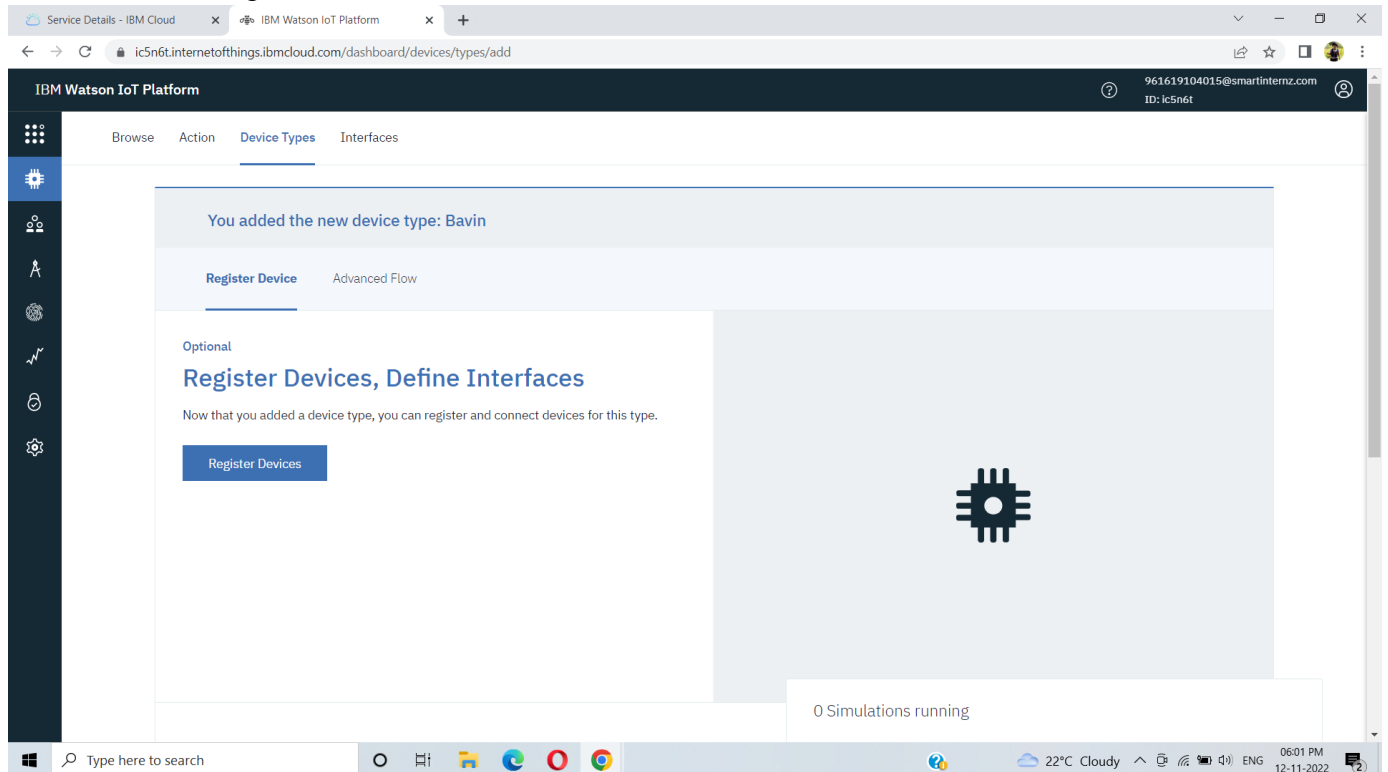 Service Details - IBM Cloud
IBM Watson IoT Platform
ic5n6t.internetofthings.ibmcloud.com/dashboard/devices/types/add
IBM Watson IoT Platform
961619104015@smartinternz.com
ID: ic5n6t
Browse Action Device Types Interfaces
You added the new device type: Bavin
Register Device Advanced Flow
Optional
Register Devices, Define Interfaces
Now that you added a device type, you can register and connect devices for this type.
Register Devices
0 Simulations running
Type here to search
22°C Cloudy
ENG
06:01 PM
12-11-2022
2